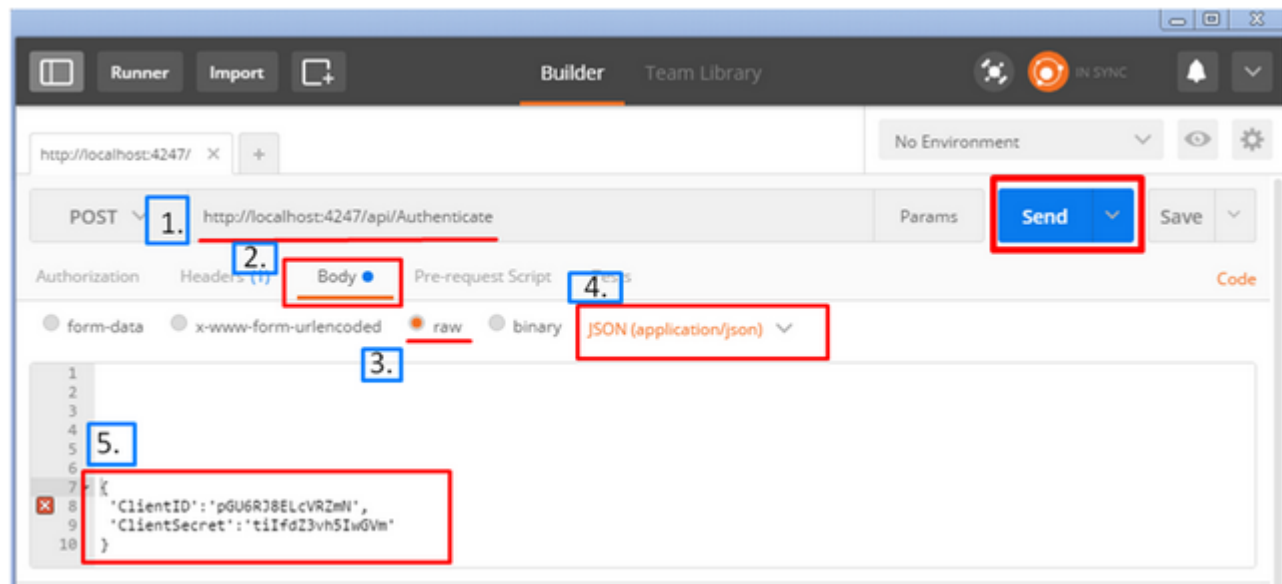 Runner Import Builder Team Library IN SYNC
http://localhost:4247/ No Environment
POST 1. http://localhost:4247/api/Authenticate Params Send Save
2.
Authorization Headers (1) Body Pre-request Script Tests Code
4.
form-data x-www-form-urlencoded raw binary JSON (application/json)
3.
1
2
3
4
5 5.
6
7 {
8 'ClientID':'pGU6RJ8ELcVRZmN',
9 'ClientSecret':'tiIfdZ3vh5IwGVm'
10 }